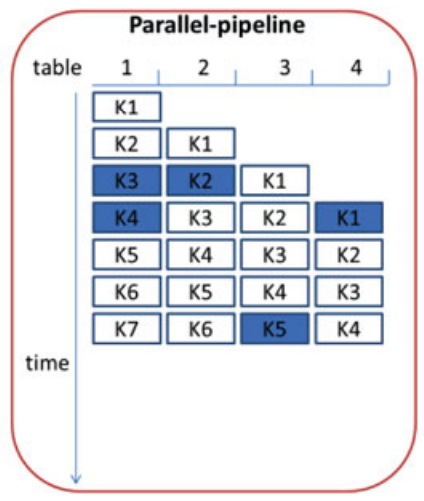 Parallel-pipeline
table 1 2 3 4
K1
K2 K1
K3 K2 K1
K4 K3 K2 K1
K5 K4 K3 K2
K6 K5 K4 K3
K7 K6 K5 K4
time